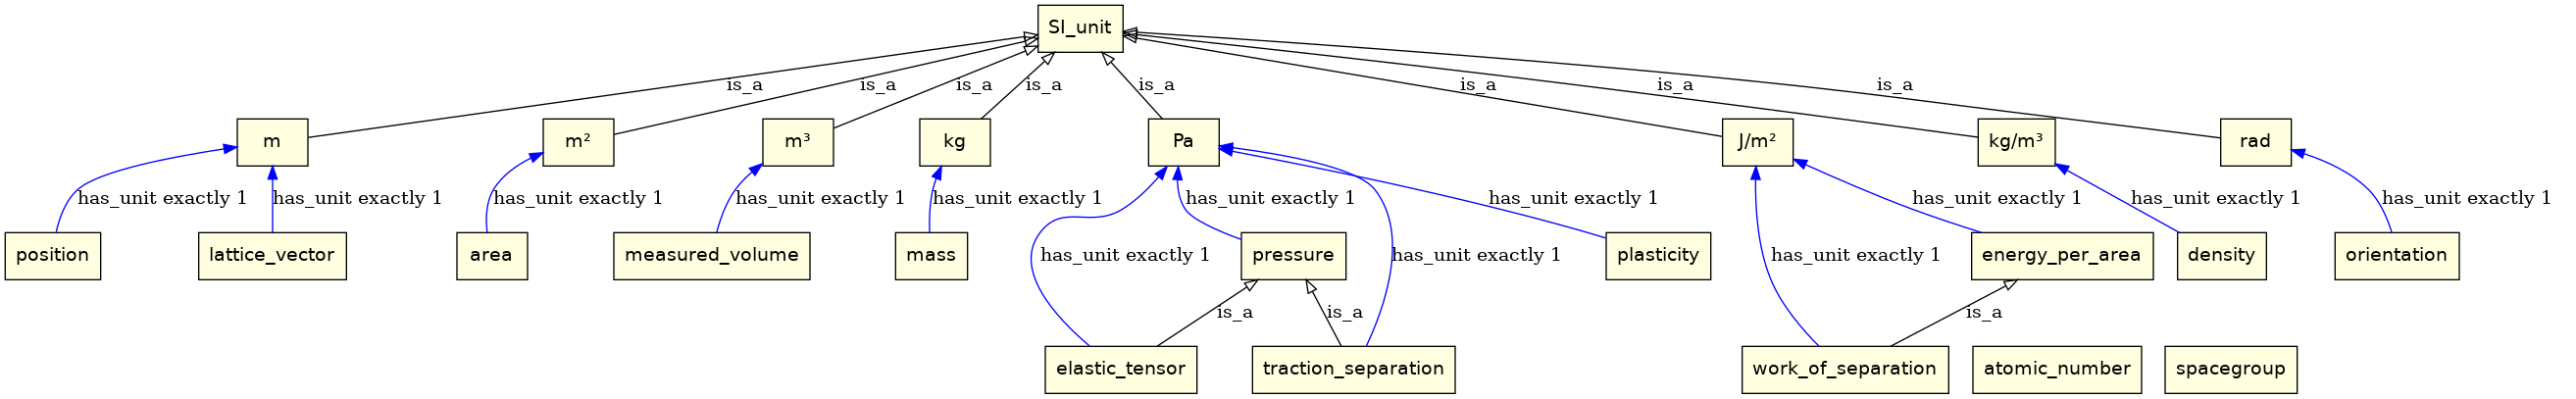 SI_unit
is_a
is_a
is_a
is_a
is_a
is_a
is_a
is_a
m
m²
m³
kg
Pa
J/m²
kg/m³
rad
has_unit exactly 1
has_unit exactly 1
has_unit exactly 1
has_unit exactly 1
has_unit exactly 1
has_unit exactly 1
has_unit exactly 1
has_unit exactly 1
has_unit exactly 1
has_unit exactly 1
position
lattice_vector
area
measured_volume
mass
has_unit exactly 1
pressure
has_unit exactly 1
plasticity
has_unit exactly 1
energy_per_area
density
orientation
is_a
is_a
is_a
elastic_tensor
traction_separation
work_of_separation
atomic_number
spacegroup